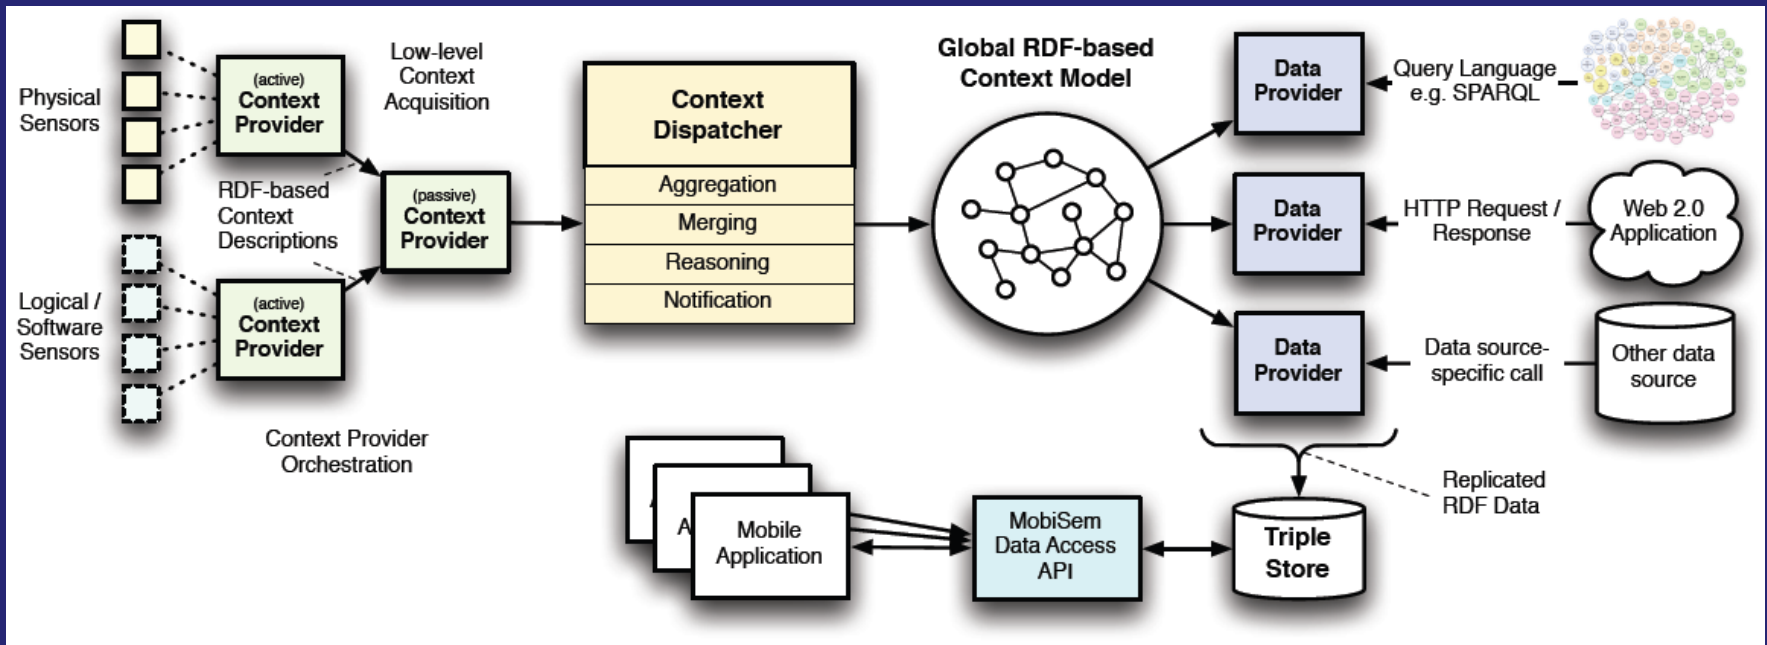 Physical
Sensors
Logical /
Software
Sensors
(active)
Context
Provider
(active)
Context
Provider
Low-level
Context
Acquisition
RDF-based
Context
Descriptions
(passive)
Context
Provider
Context Provider
Orchestration
Context
Dispatcher
Aggregation
Merging
Reasoning
Notification
Global RDF-based
Context Model
Data
Provider
Query Language
e.g. SPARQL
Data
Provider
HTTP Request /
Response
Web 2.0
Application
Data
Provider
Data source-
specific call
Other data
source
Replicated
RDF Data
Triple
Store
MobiSem
Data Access
API
A
Mobile
Application